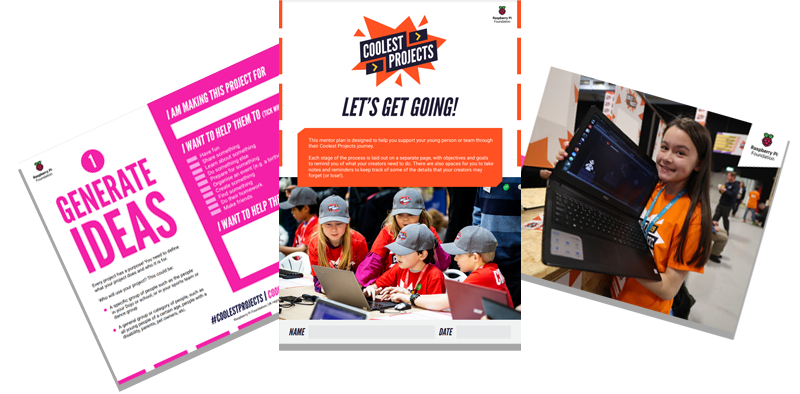 Raspberry Pi
Foundation
1
GENERATE
IDEAS
Every project has a purpose! You need to define
what your project does and who it is for.
Who will use your project? This could be:
A specific group of people such as the people
in your Dojo or school, or in your sports team or
dance group
A general group or category of people, such as
all young people of a certain age, people with a
disability, parents, pet owners, etc.
I AM MAKING THIS PROJECT FOR
I WANT TO HELP THEM TO (TICK
Have fun
Share something
Learn about something
Do something else
Prepare for something
Organise an event (e.g. a birthd
Create something
Find something
Do their homework
Make friends
I WANT TO HELP THE
#COOLESTPROJECTS | COO
Raspberry Pi Foundation, UK
Raspberry Pi
Foundation
COOLEST
PROJECTS
LET'S GET GOING!
This mentor plan is designed to help you support your young person or team through
their Coolest Projects journey.
Each stage of the process is laid out on a separate page, with objectives and goals
to remind you of what your creators need to do. There are also spaces for you to take
notes and reminders to keep track of some of the details that your creators may
forget (or lose!).
NAME
DATE
Raspberry Pi
Foundation